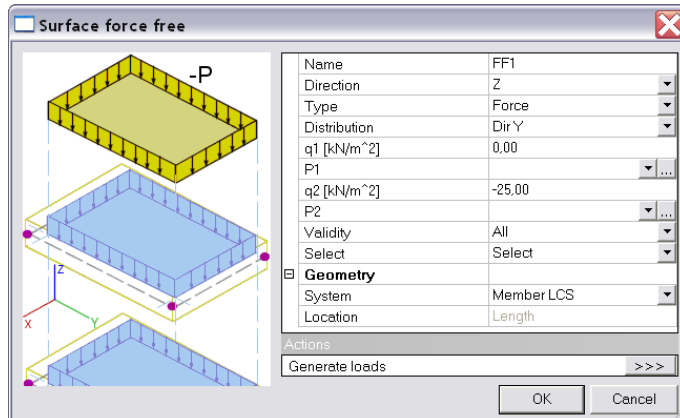 Surface force free
-P
Z
X
Y
Name FF1
Direction Z
Type Force
Distribution Dir Y
q1 [kN/m^2] 0,00
P1 ...
q2 [kN/m^2] -25,00
P2 ...
Validity All
Select Select
Geometry
System Member LCS
Location Length
Actions
Generate loads >>>
OK Cancel